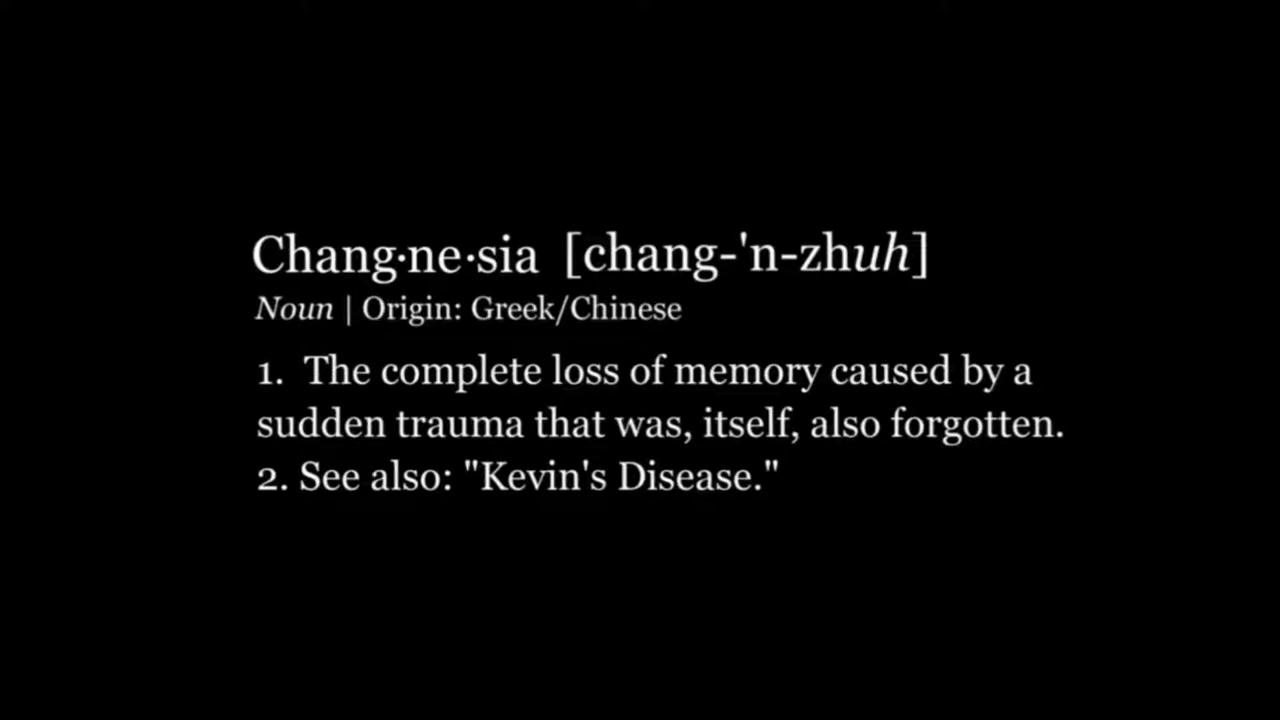 Chang·ne·sia [chang-'n-zhuh]
Noun | Origin: Greek/Chinese
1. The complete loss of memory caused by a
sudden trauma that was, itself, also forgotten.
2. See also: "Kevin's Disease."